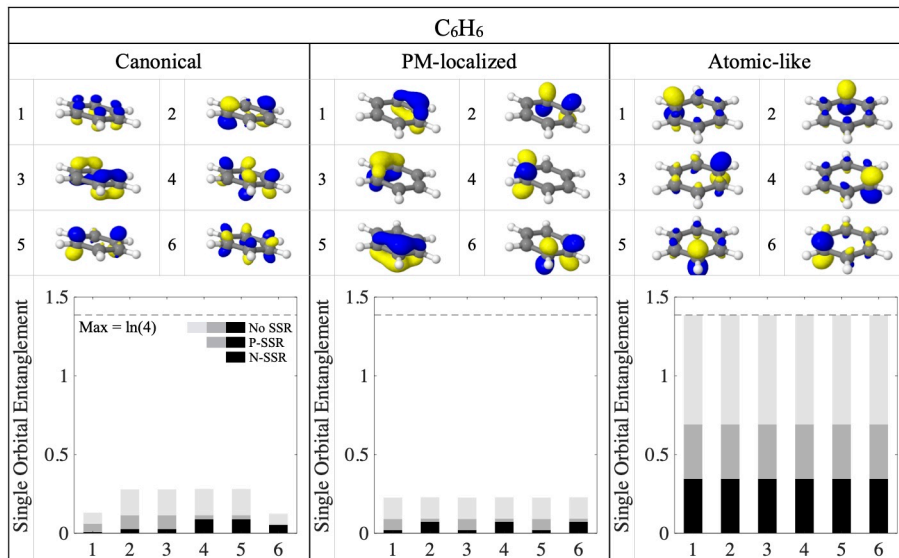 C₆H₆
Canonical
PM-localized
Atomic-like
1 2
3 4
5 6
1 2
3 4
5 6
1 2
3 4
5 6
Single Orbital Entanglement
1.5
1
0.5
0
Max = ln(4)
No SSR
P-SSR
N-SSR
1 2 3 4 5 6
Single Orbital Entanglement
1.5
1
0.5
0
1 2 3 4 5 6
Single Orbital Entanglement
1.5
1
0.5
0
1 2 3 4 5 6